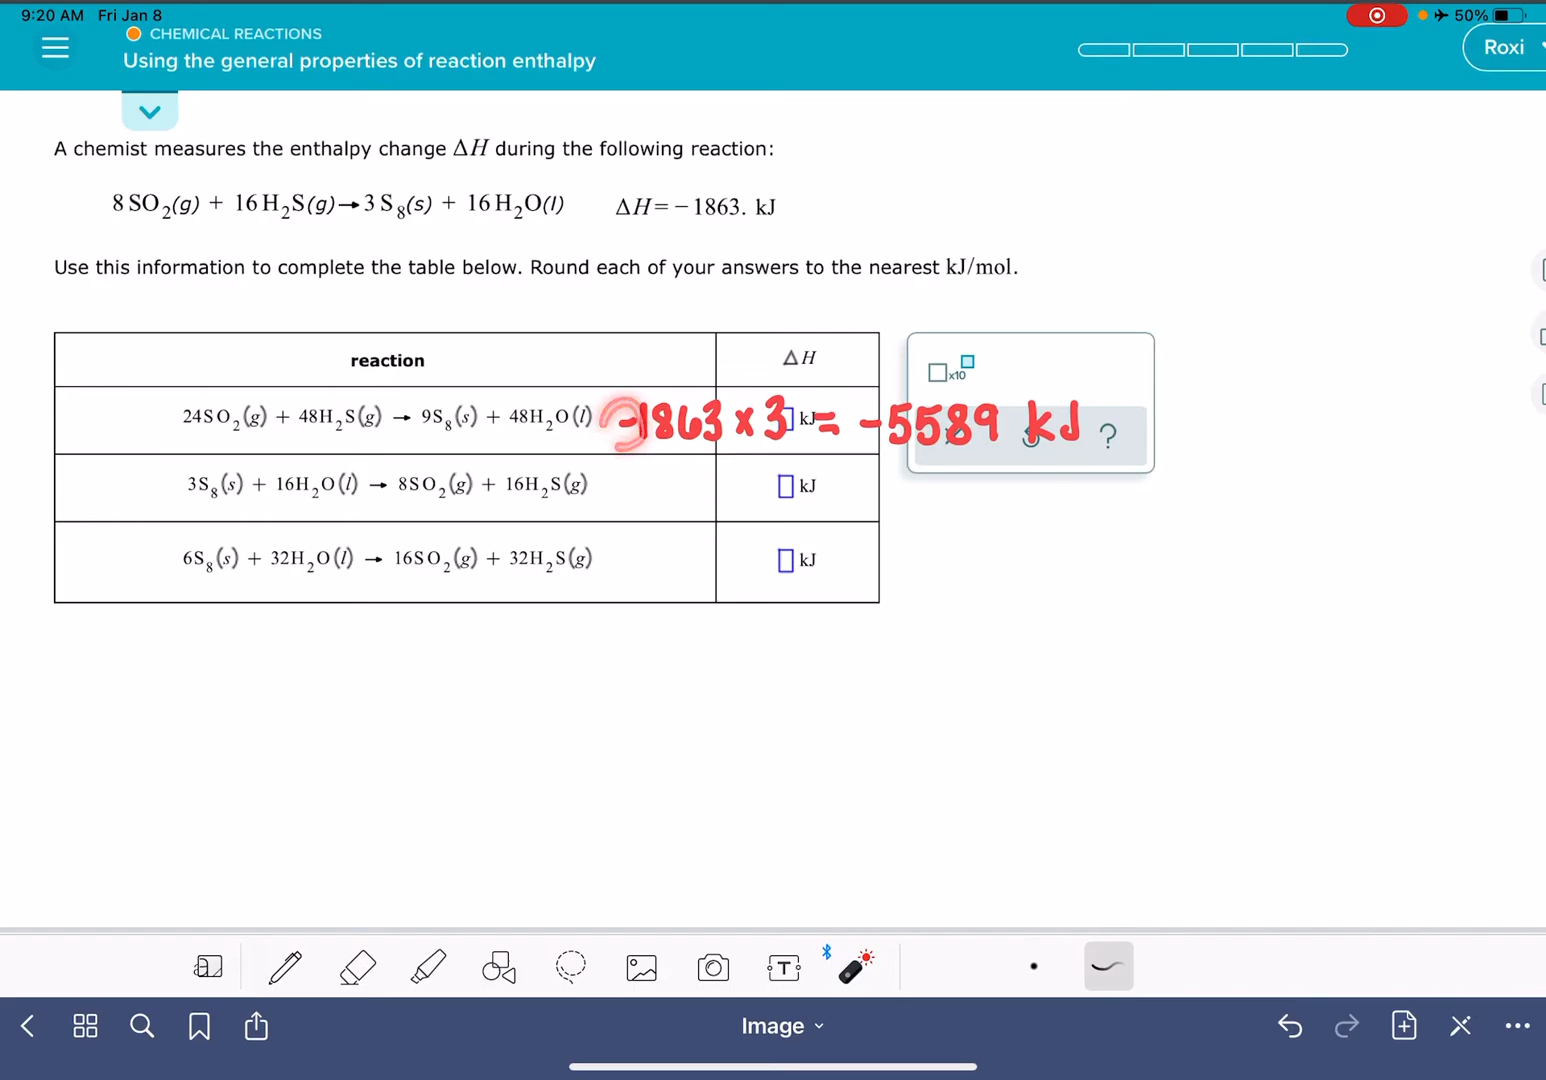 9:20 AM Fri Jan 8
50%
CHEMICAL REACTIONS
Using the general properties of reaction enthalpy
Roxi
A chemist measures the enthalpy change ΔH during the following reaction:
8 SO₂(g) + 16 H₂S(g) → 3 S₈(s) + 16 H₂O(l) ΔH = −1863. kJ
Use this information to complete the table below. Round each of your answers to the nearest kJ/mol.
reaction ΔH
24SO₂(g) + 48H₂S(g) → 9S₈(s) + 48H₂O(l) kJ
-1863 x 3 = -5589 kJ
3S₈(s) + 16H₂O(l) → 8SO₂(g) + 16H₂S(g) kJ
6S₈(s) + 32H₂O(l) → 16SO₂(g) + 32H₂S(g) kJ
x10
?
a
T
Image